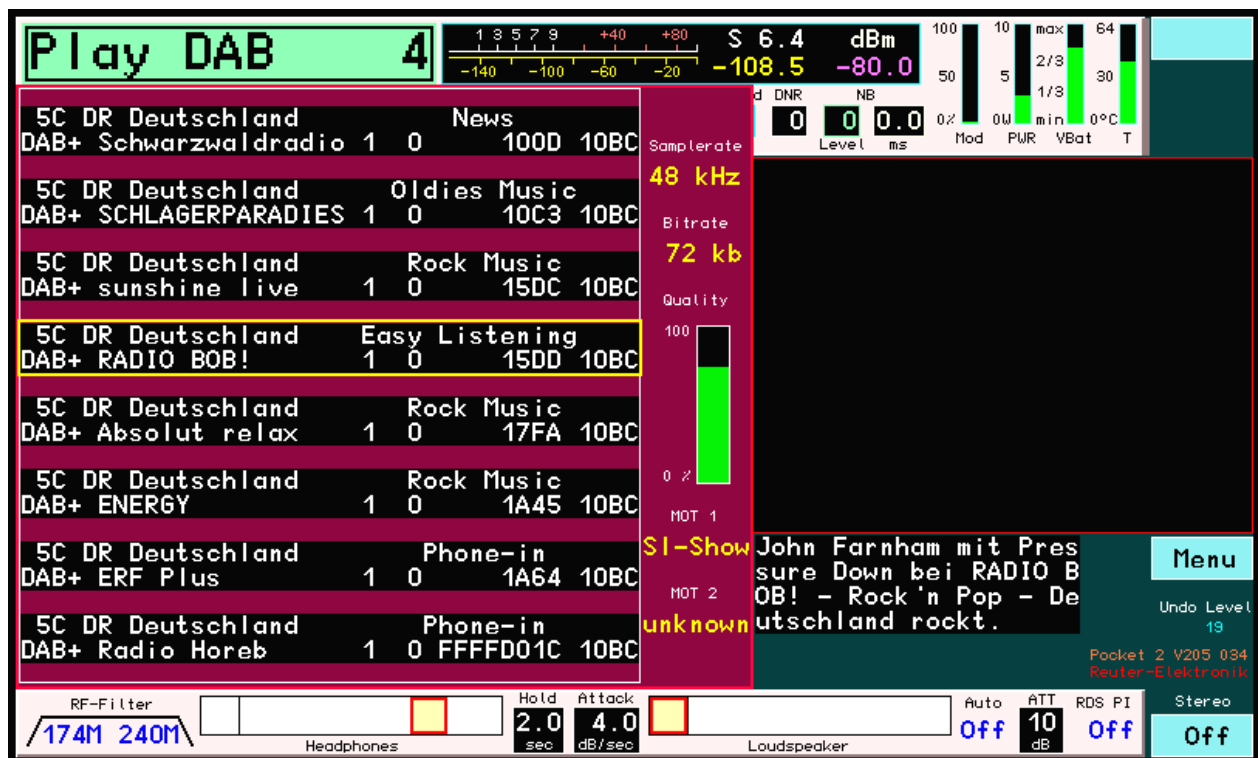 Play DAB 4
1 3 5 7 9 +40 +80
-140 -100 -60 -20
S 6.4 dBm
-108.5 -80.0
d DNR NB
0 0 0.0
Level ms
100 10 max 64
2/3
50 5 30
1/3
0% 0W min 0°C
Mod PWR VBat T
5C DR Deutschland News
DAB+ Schwarzwaldradio 1 0 100D 10BC
5C DR Deutschland Oldies Music
DAB+ SCHLAGERPARADIES 1 0 10C3 10BC
5C DR Deutschland Rock Music
DAB+ sunshine live 1 0 15DC 10BC
5C DR Deutschland Easy Listening
DAB+ RADIO BOB! 1 0 15DD 10BC
5C DR Deutschland Rock Music
DAB+ Absolut relax 1 0 17FA 10BC
5C DR Deutschland Rock Music
DAB+ ENERGY 1 0 1A45 10BC
5C DR Deutschland Phone-in
DAB+ ERF Plus 1 0 1A64 10BC
5C DR Deutschland Phone-in
DAB+ Radio Horeb 1 0 FFFFD01C 10BC
Samplerate
48 kHz
Bitrate
72 kb
Quality
100
0 %
MOT 1
Sl-Show
MOT 2
unknown
John Farnham mit Pres
sure Down bei RADIO B
OB! - Rock'n Pop - De
utschland rockt.
Menu
Undo Level
19
Pocket 2 V205 034
Reuter-Elektronik
RF-Filter
174M 240M
Headphones
Hold Attack
2.0 4.0
sec dB/sec
Loudspeaker
Auto ATT RDS PI
Off 10 Off
dB
Stereo
Off